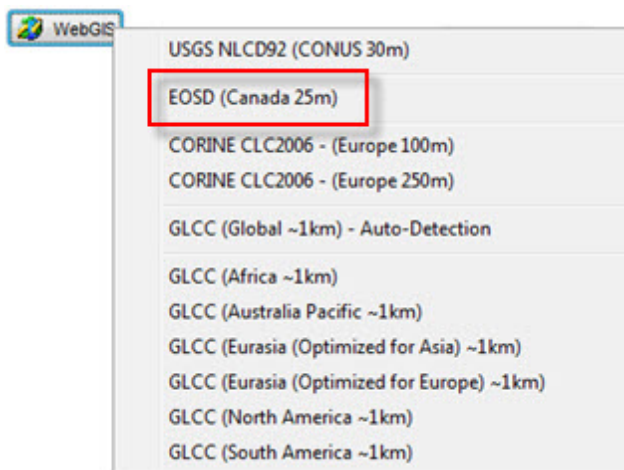 WebGIS
USGS NLCD92 (CONUS 30m)
EOSD (Canada 25m)
CORINE CLC2006 - (Europe 100m)
CORINE CLC2006 - (Europe 250m)
GLCC (Global ~1km) - Auto-Detection
GLCC (Africa ~1km)
GLCC (Australia Pacific ~1km)
GLCC (Eurasia (Optimized for Asia) ~1km)
GLCC (Eurasia (Optimized for Europe) ~1km)
GLCC (North America ~1km)
GLCC (South America ~1km)